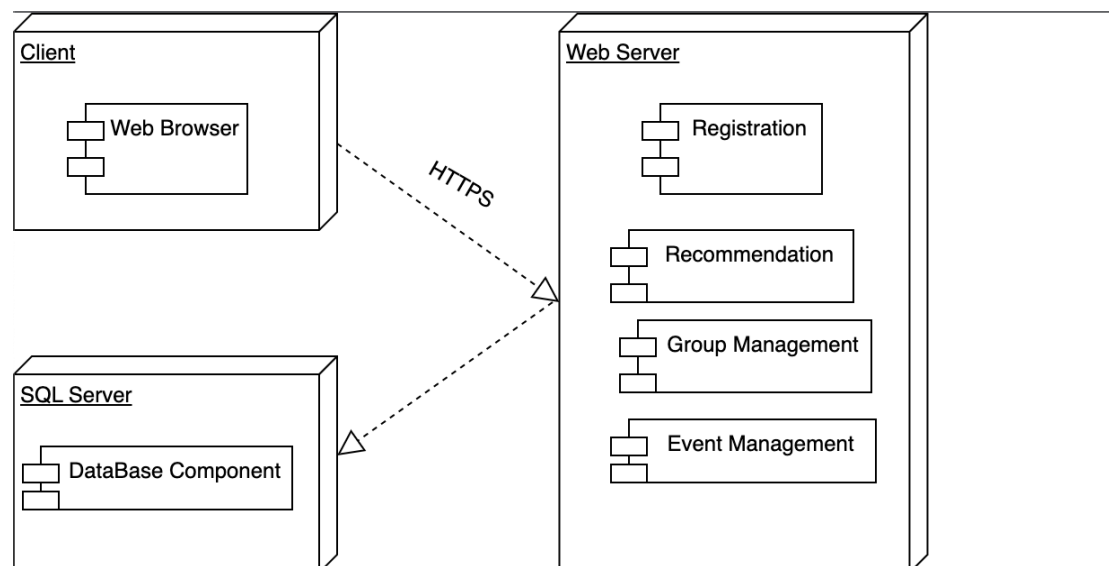 Client
Web Browser
HTTPS
Web Server
Registration
Recommendation
Group Management
Event Management
SQL Server
DataBase Component